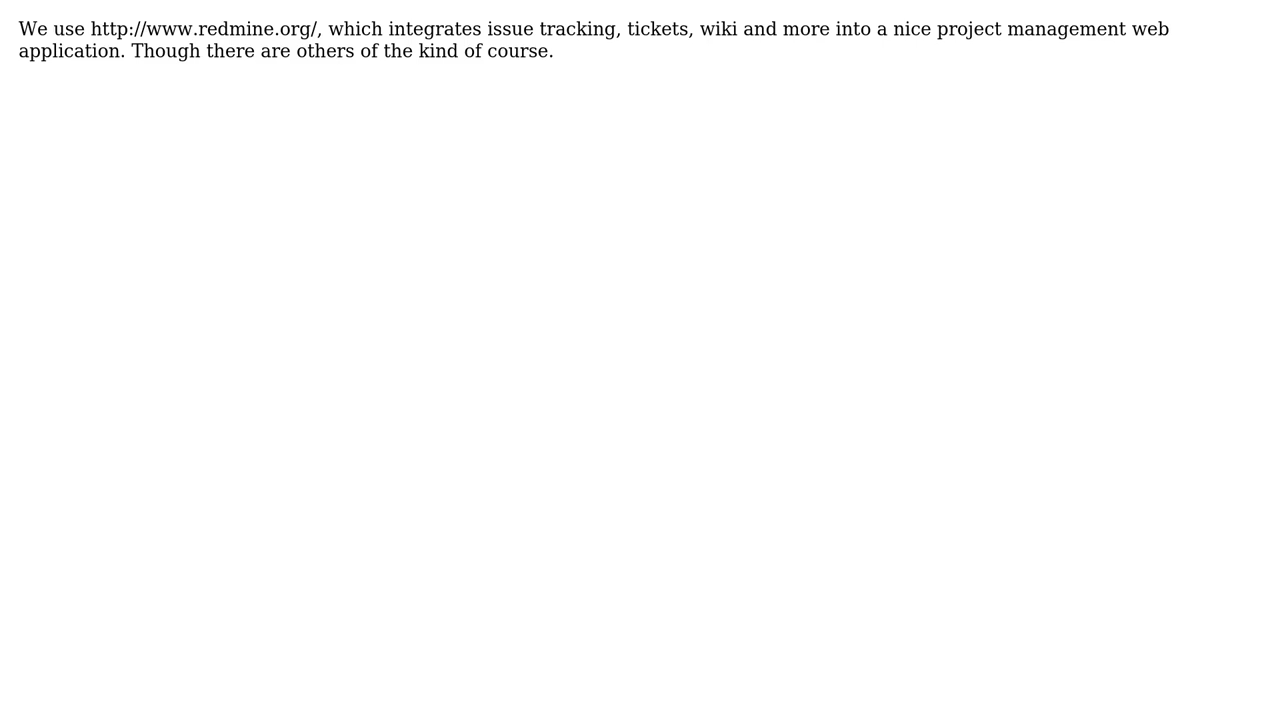 We use http://www.redmine.org/, which integrates issue tracking, tickets, wiki and more into a nice project management web
application. Though there are others of the kind of course.